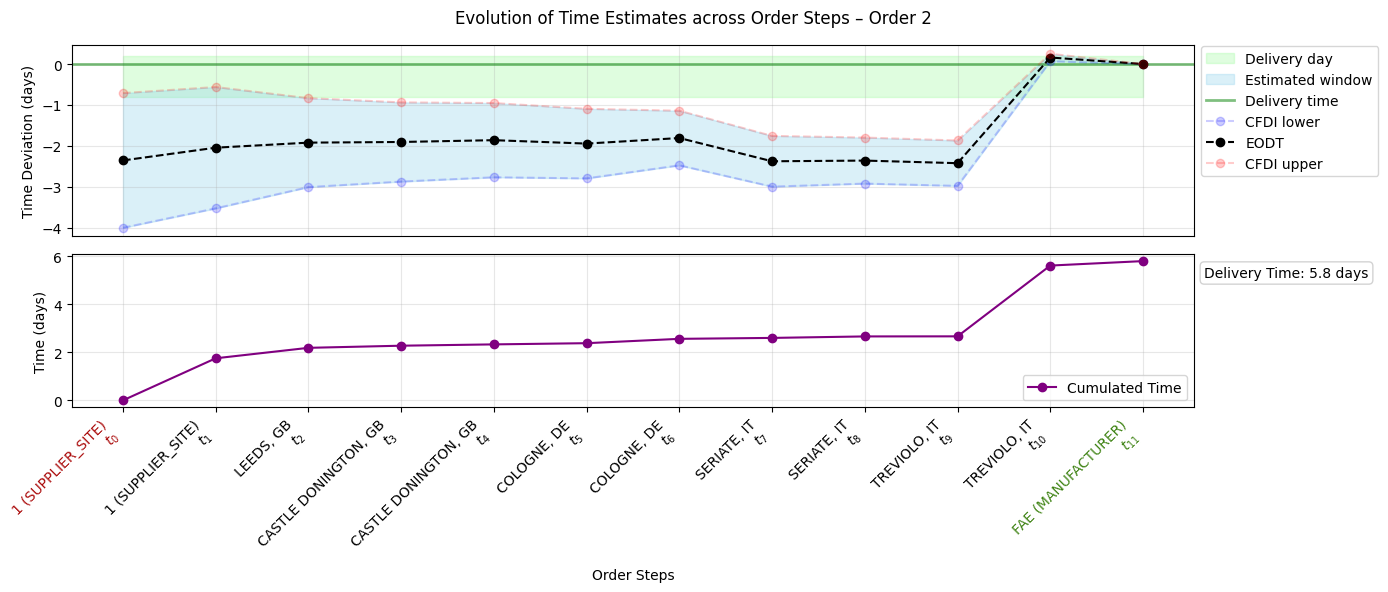 Evolution of Time Estimates across Order Steps – Order 2
Time Deviation (days)
0
−1
−2
−3
−4
Delivery day
Estimated window
Delivery time
CFDI lower
EODT
CFDI upper
Time (days)
6
4
2
0
Delivery Time: 5.8 days
Cumulated Time
1 (SUPPLIER_SITE)
t₀
1 (SUPPLIER_SITE)
t₁
LEEDS, GB
t₂
CASTLE DONINGTON, GB
t₃
CASTLE DONINGTON, GB
t₄
COLOGNE, DE
t₅
COLOGNE, DE
t₆
SERIATE, IT
t₇
SERIATE, IT
t₈
TREVIOLO, IT
t₉
TREVIOLO, IT
t₁₀
FAE (MANUFACTURER)
t₁₁
Order Steps